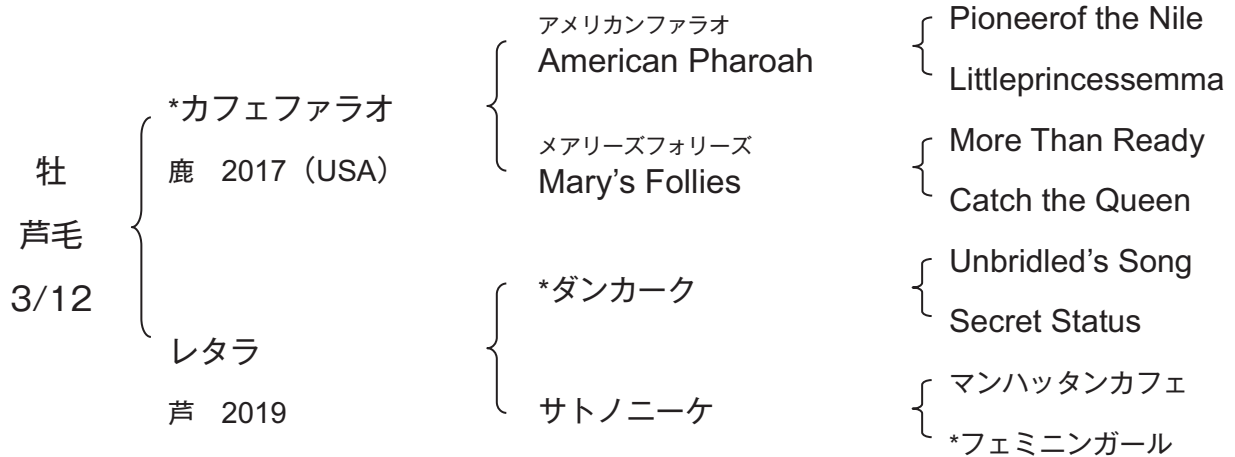 牡
芦毛
3/12
*カフェファラオ
鹿 2017（USA）
レタラ
芦 2019
アメリカンファラオ
American Pharoah
メアリーズフォリーズ
Mary's Follies
*ダンカーク
サトノニーケ
Pioneerof the Nile
Littleprincessemma
More Than Ready
Catch the Queen
Unbridled's Song
Secret Status
マンハッタンカフェ
*フェミニンガール